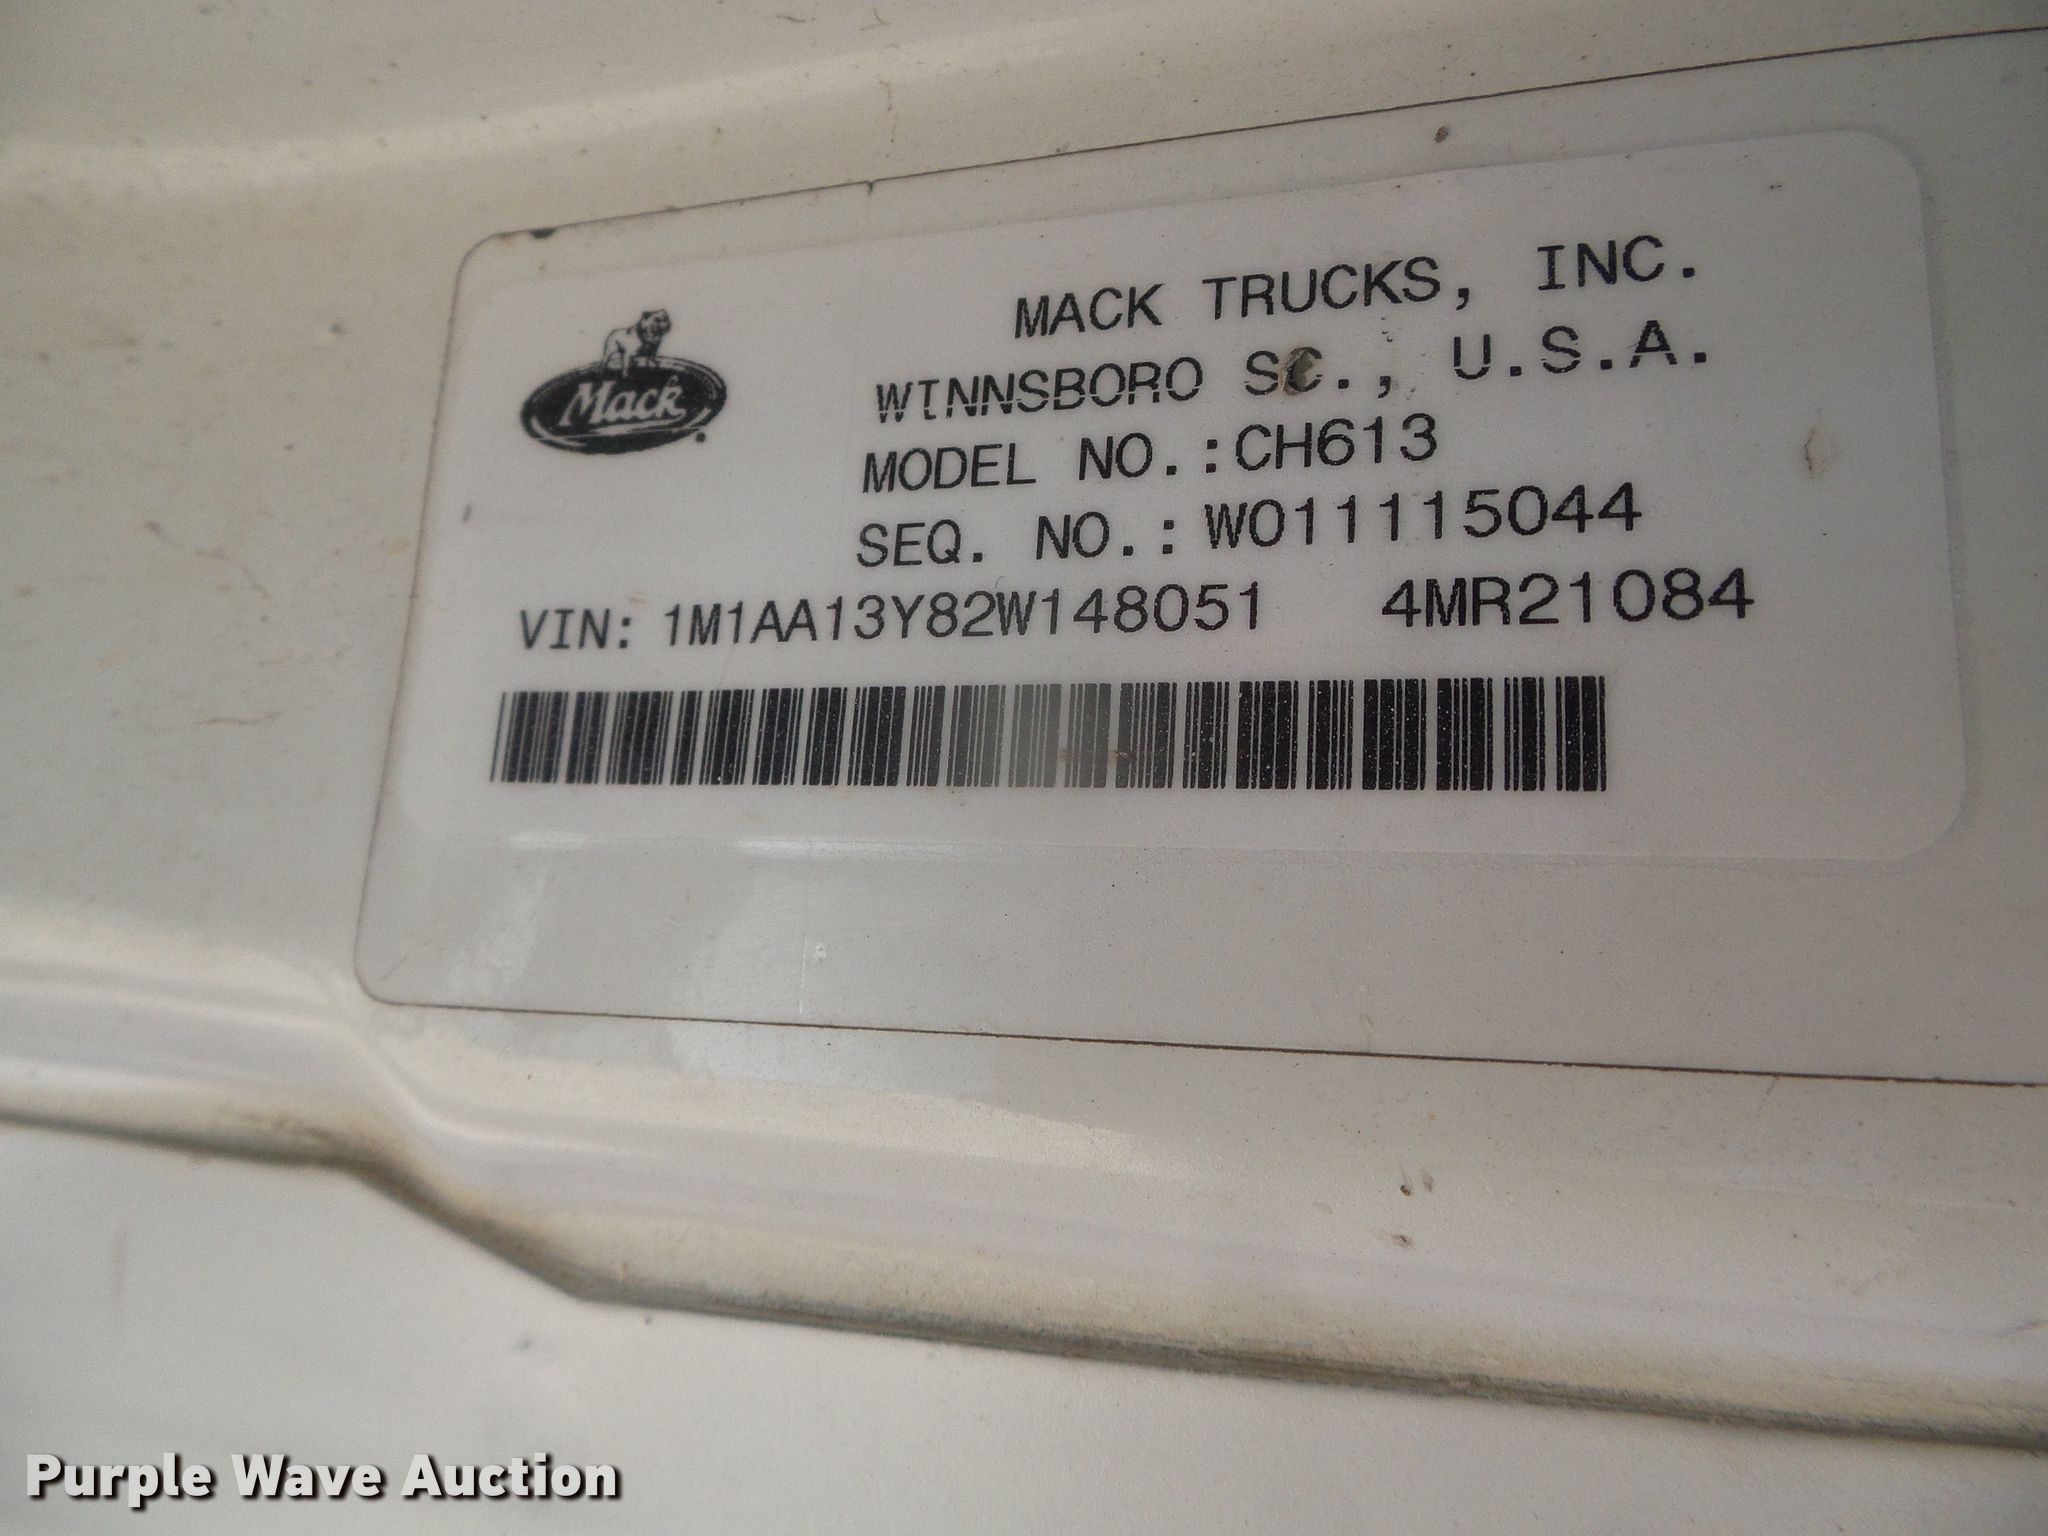 Mack
MACK TRUCKS, INC.
WINNSBORO SC., U.S.A.
MODEL NO.:CH613
SEQ. NO.:W011115044
VIN: 1M1AA13Y82W148051 4MR21084
Purple Wave Auction